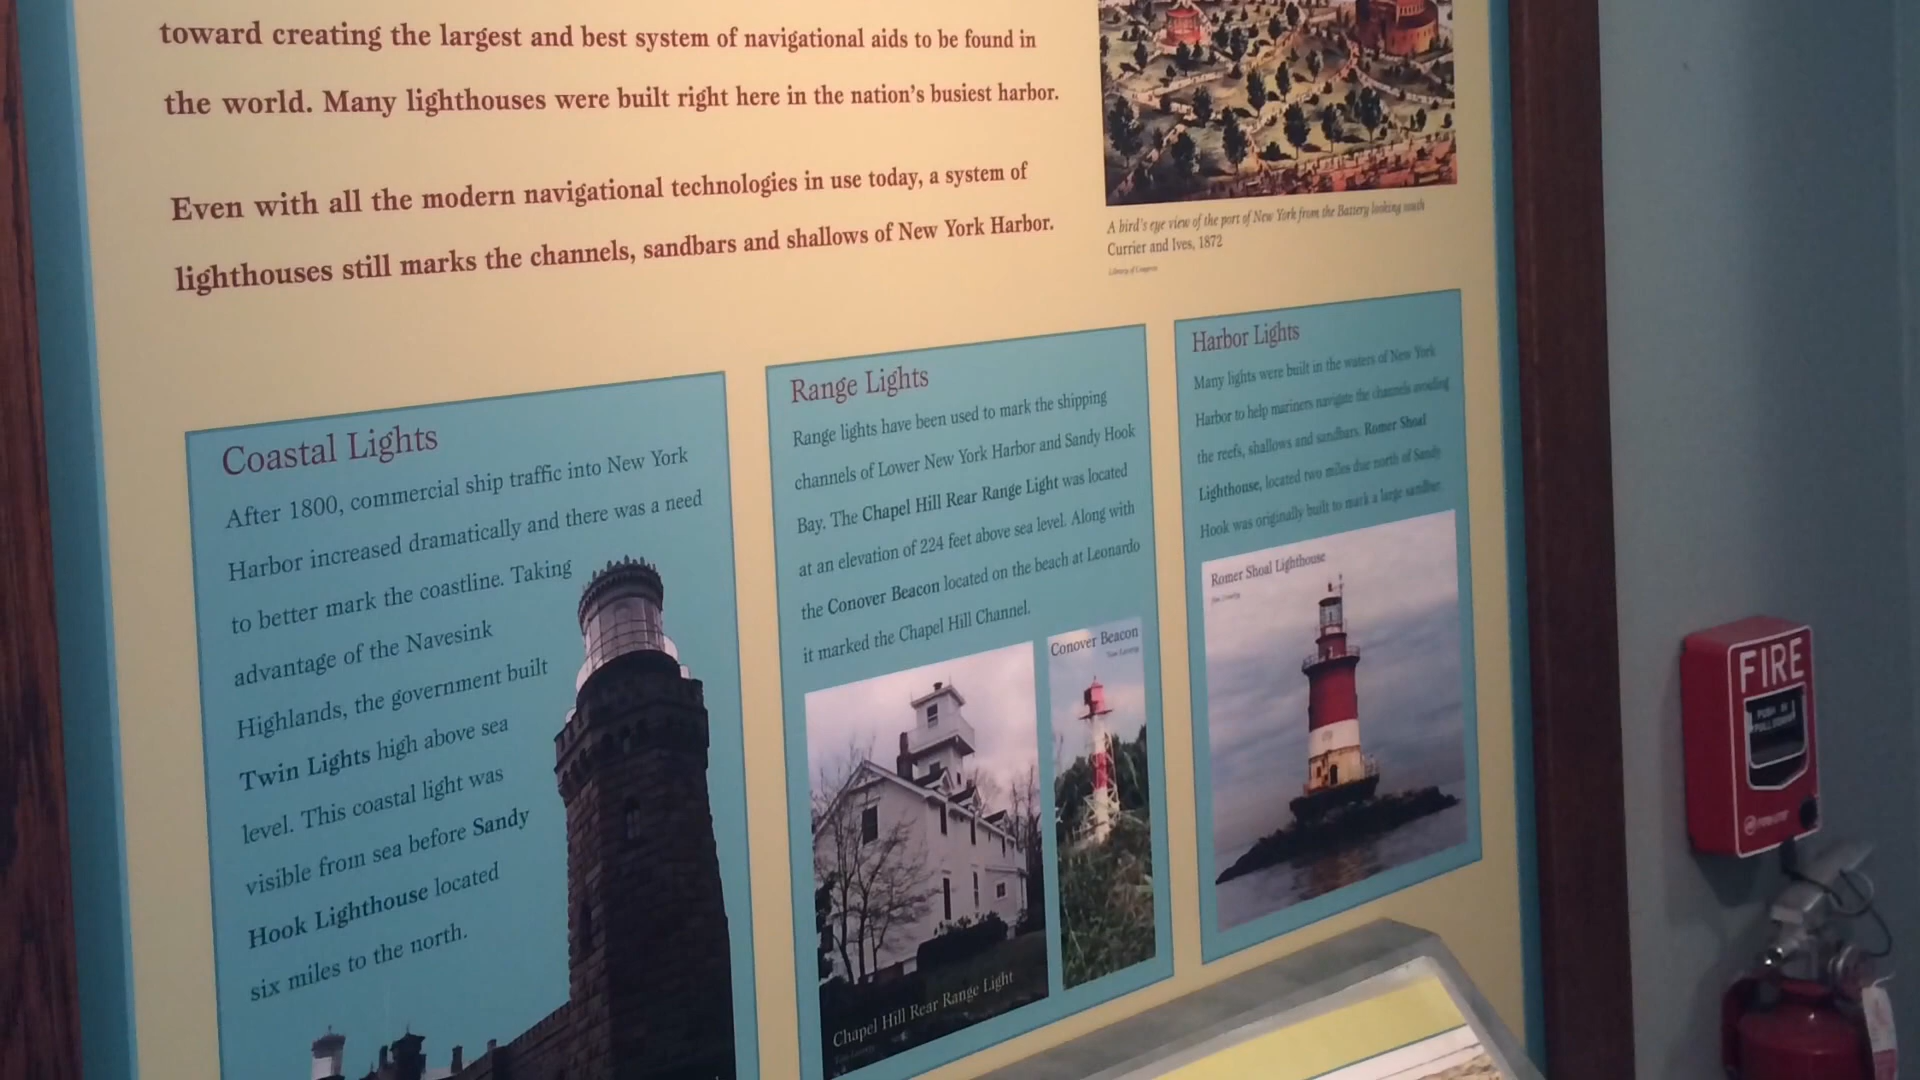 toward creating the largest and best system of navigational aids to be found in
the world. Many lighthouses were built right here in the nation's busiest harbor.
Even with all the modern navigational technologies in use today, a system of
lighthouses still marks the channels, sandbars and shallows of New York Harbor.
A bird's eye view of the port of New York from the Battery looking south
Currier and Ives, 1872
Library of Congress
Coastal Lights
After 1800, commercial ship traffic into New York
Harbor increased dramatically and there was a need
to better mark the coastline. Taking
advantage of the Navesink
Highlands, the government built
Twin Lights high above sea
level. This coastal light was
visible from sea before Sandy
Hook Lighthouse located
six miles to the north.
Range Lights
Range lights have been used to mark the shipping
channels of Lower New York Harbor and Sandy Hook
Bay. The Chapel Hill Rear Range Light was located
at an elevation of 224 feet above sea level. Along with
the Conover Beacon located on the beach at Leonardo
it marked the Chapel Hill Channel.
Conover Beacon
Chapel Hill Rear Range Light
Harbor Lights
Many lights were built in the waters of New York
Harbor to help mariners navigate the channels avoiding
the reefs, shallows and sandbars. Romer Shoal
Lighthouse, located two miles due north of Sandy
Hook was originally built to mark a large sandbar.
Romer Shoal Lighthouse
FIRE
PUSH IN
PULL DOWN